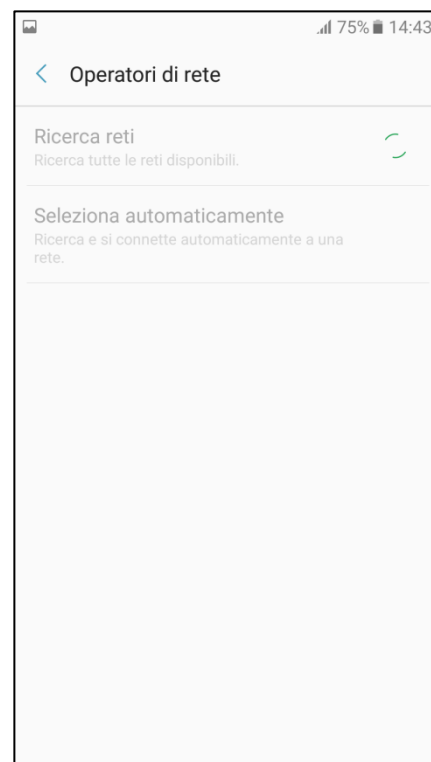 75% 14:43
Operatori di rete
Ricerca reti
Ricerca tutte le reti disponibili.
Seleziona automaticamente
Ricerca e si connette automaticamente a una
rete.